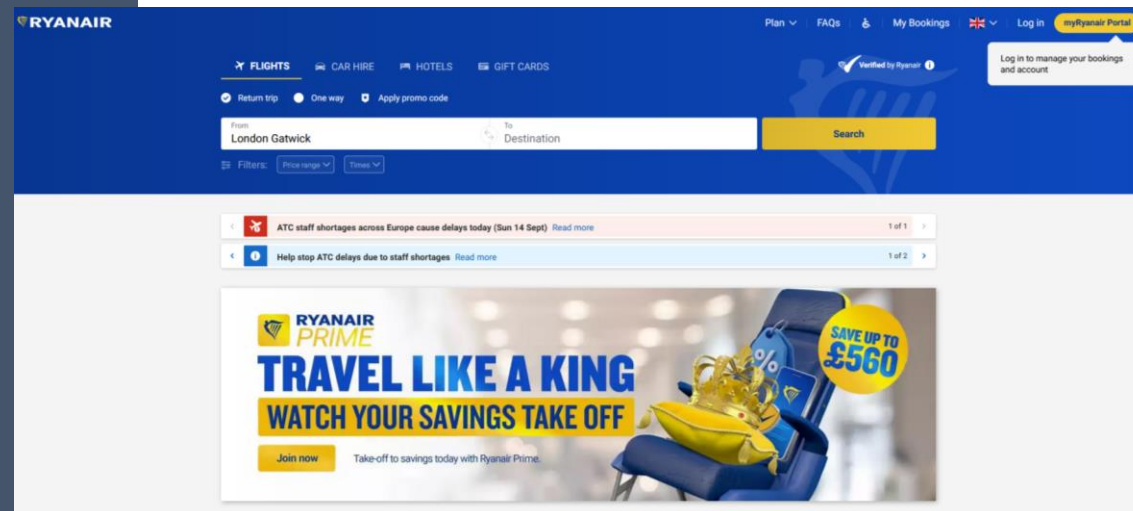 RYANAIR
Plan FAQs My Bookings Log in myRyanair Portal
Log in to manage your bookings
and account
FLIGHTS CAR HIRE HOTELS GIFT CARDS
Verified by Ryanair
Return trip One way Apply promo code
From
London Gatwick
To
Destination
Search
Filters: Price range Times
ATC staff shortages across Europe cause delays today (Sun 14 Sept) Read more 1 of 1
Help stop ATC delays due to staff shortages Read more 1 of 2
RYANAIR
PRIME
TRAVEL LIKE A KING
WATCH YOUR SAVINGS TAKE OFF
Join now Take-off to savings today with Ryanair Prime.
%
SAVE UP TO
£560